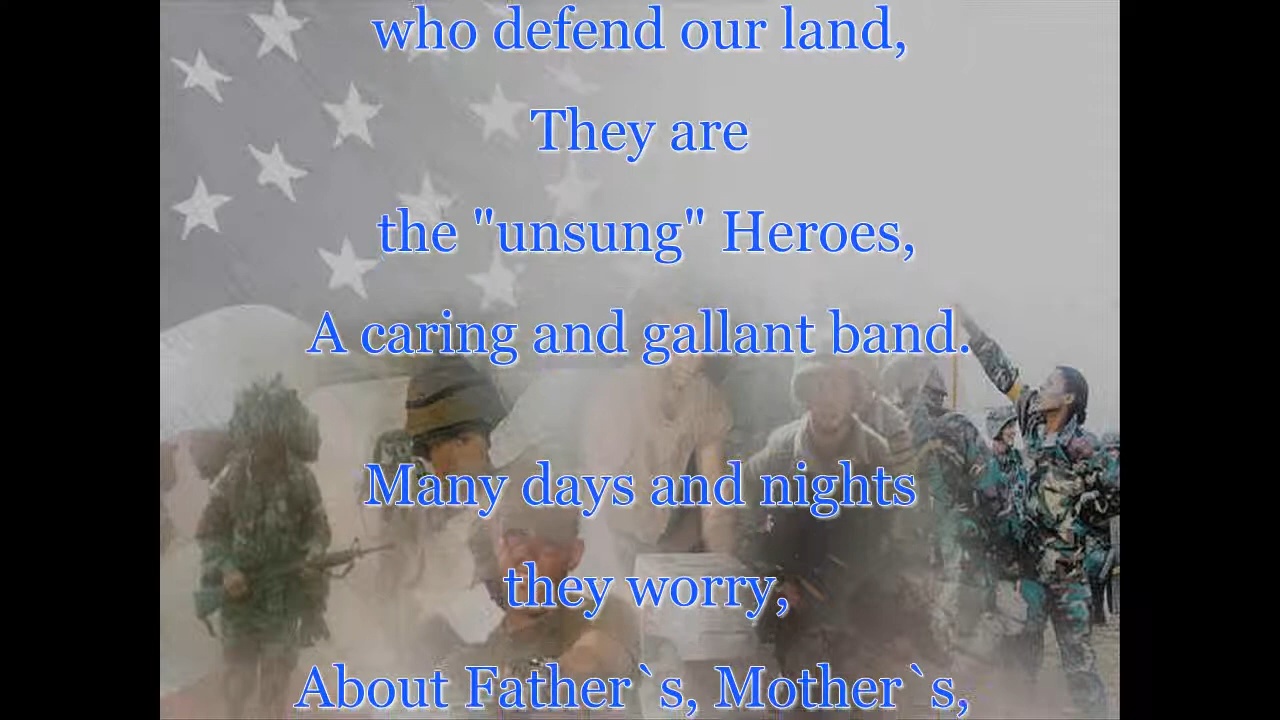 who defend our land,
They are
the "unsung" Heroes,
A caring and gallant band.
Many days and nights
they worry,
About Father`s, Mother`s,